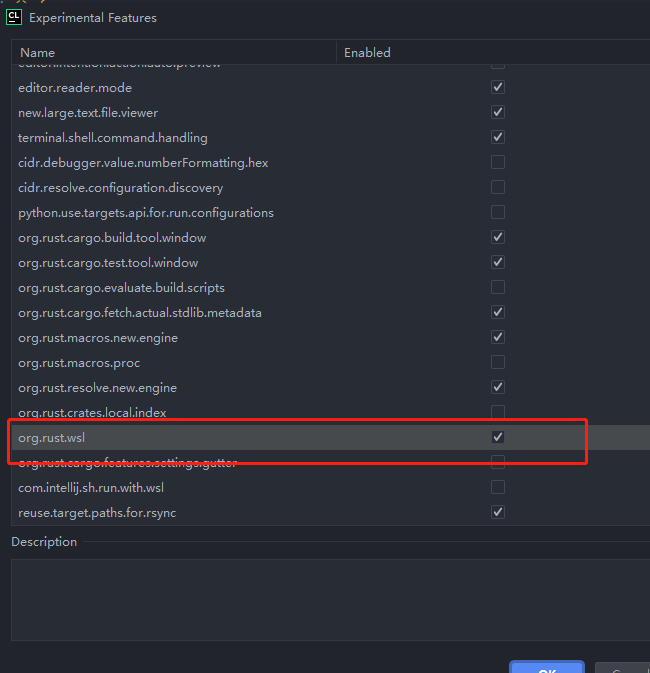 CL Experimental Features
Name Enabled
editor.intention.action.auto.preview
editor.reader.mode
new.large.text.file.viewer
terminal.shell.command.handling
cidr.debugger.value.numberFormatting.hex
cidr.resolve.configuration.discovery
python.use.targets.api.for.run.configurations
org.rust.cargo.build.tool.window
org.rust.cargo.test.tool.window
org.rust.cargo.evaluate.build.scripts
org.rust.cargo.fetch.actual.stdlib.metadata
org.rust.macros.new.engine
org.rust.macros.proc
org.rust.resolve.new.engine
org.rust.crates.local.index
org.rust.wsl
org.rust.cargo.features.settings.gutter
com.intellij.sh.run.with.wsl
reuse.target.paths.for.rsync
Description
OK